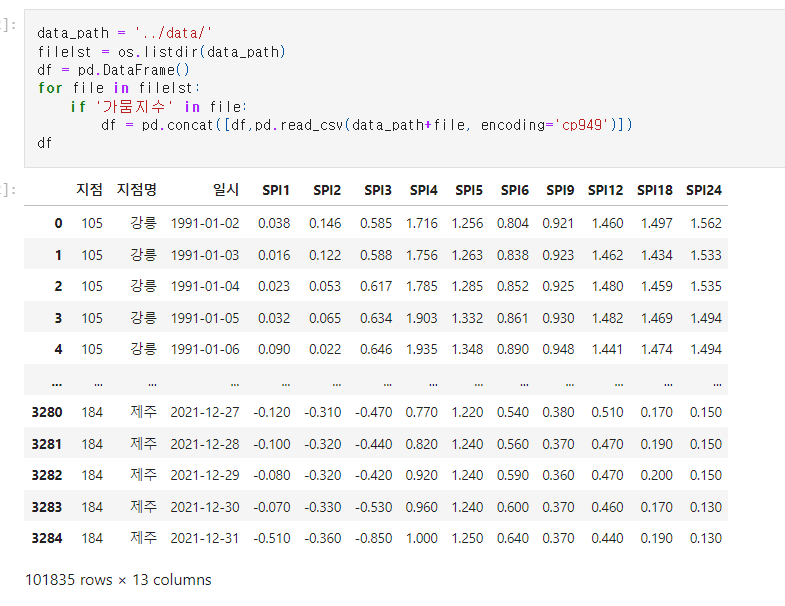 ]:
data_path = '../data/'
filelst = os.listdir(data_path)
df = pd.DataFrame()
for file in filelst:
    if '가뭄지수' in file:
        df = pd.concat([df,pd.read_csv(data_path+file, encoding='cp949')])
df
]:
지점 지점명 일시 SPI1 SPI2 SPI3 SPI4 SPI5 SPI6 SPI9 SPI12 SPI18 SPI24
0 105 강릉 1991-01-02 0.038 0.146 0.585 1.716 1.256 0.804 0.921 1.460 1.497 1.562
1 105 강릉 1991-01-03 0.016 0.122 0.588 1.756 1.263 0.838 0.923 1.462 1.434 1.533
2 105 강릉 1991-01-04 0.023 0.053 0.617 1.785 1.285 0.852 0.925 1.480 1.459 1.535
3 105 강릉 1991-01-05 0.032 0.065 0.634 1.903 1.332 0.861 0.930 1.482 1.469 1.494
4 105 강릉 1991-01-06 0.090 0.022 0.646 1.935 1.348 0.890 0.948 1.441 1.474 1.494
... ... ... ... ... ... ... ... ... ... ... ... ... ...
3280 184 제주 2021-12-27 -0.120 -0.310 -0.470 0.770 1.220 0.540 0.380 0.510 0.170 0.150
3281 184 제주 2021-12-28 -0.100 -0.320 -0.440 0.820 1.240 0.560 0.370 0.470 0.190 0.150
3282 184 제주 2021-12-29 -0.080 -0.320 -0.420 0.920 1.240 0.590 0.360 0.470 0.200 0.150
3283 184 제주 2021-12-30 -0.070 -0.330 -0.530 0.960 1.240 0.600 0.370 0.460 0.170 0.130
3284 184 제주 2021-12-31 -0.510 -0.360 -0.850 1.000 1.250 0.640 0.370 0.440 0.190 0.130
101835 rows × 13 columns